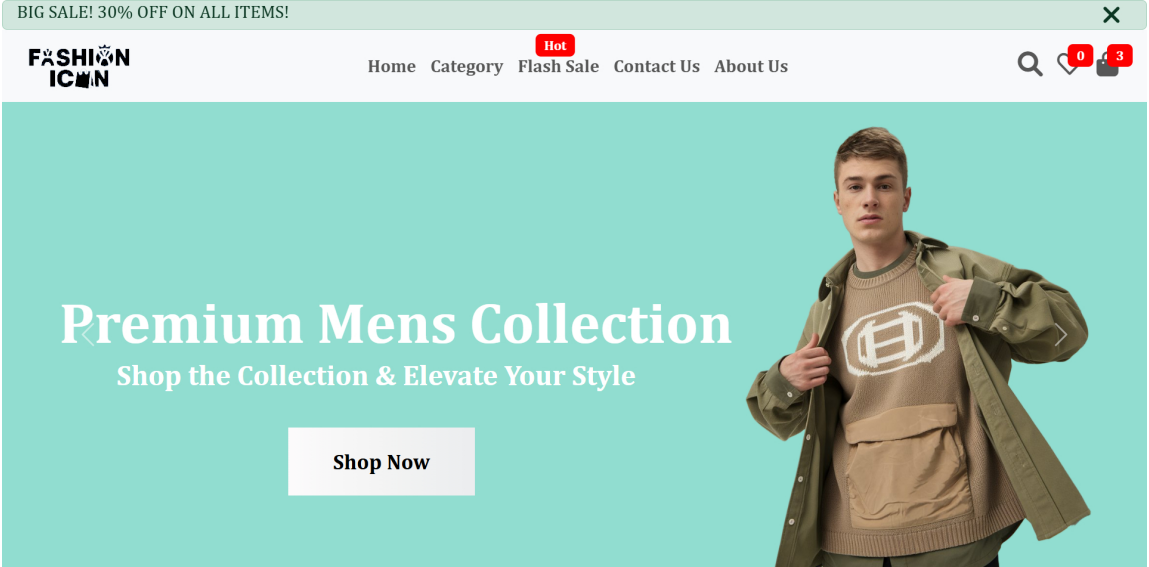 BIG SALE! 30% OFF ON ALL ITEMS!
FASHION
ICON
Hot
Home Category Flash Sale Contact Us About Us
0 3
Premium Mens Collection
Shop the Collection & Elevate Your Style
Shop Now